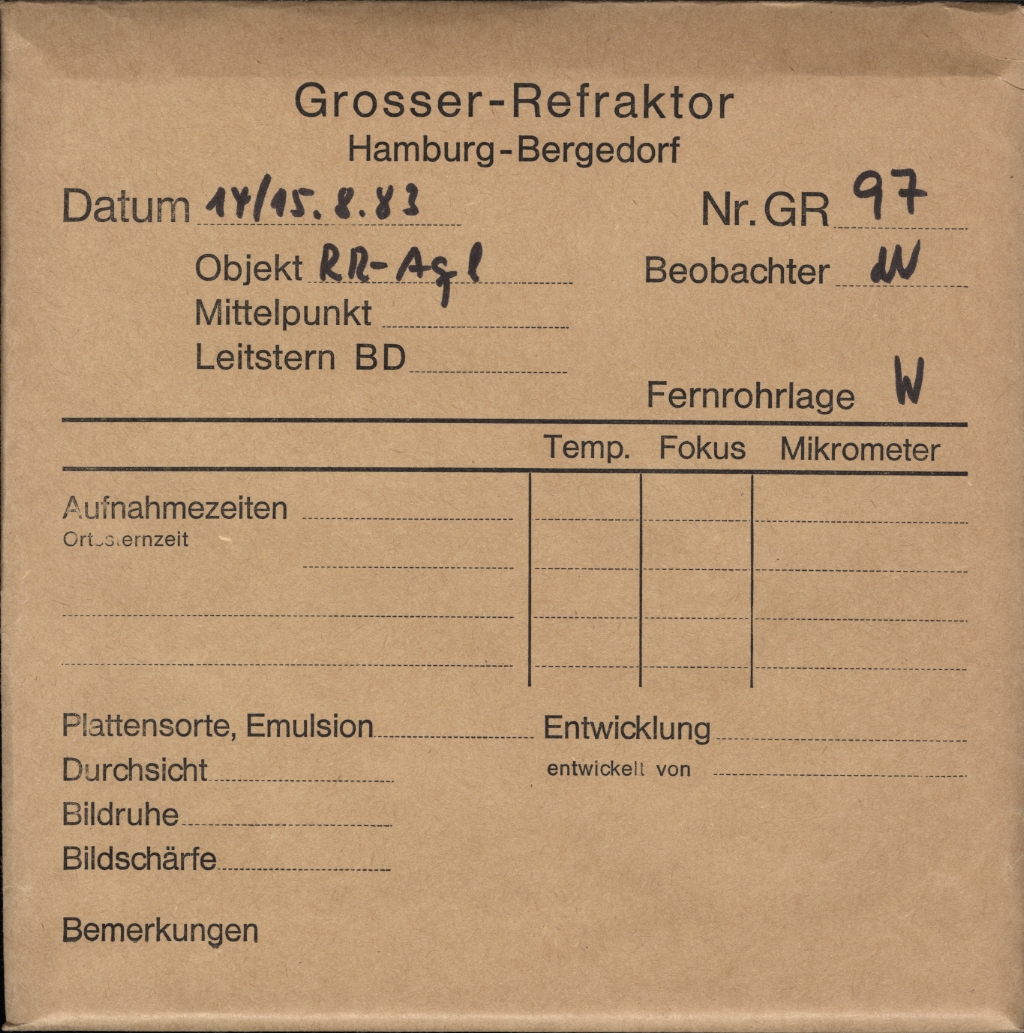 Grosser-Refraktor
Hamburg-Bergedorf
Datum 14/15.8.83 Nr. GR 97
Objekt RR-Aql Beobachter
Mittelpunkt
Leitstern BD
Fernrohrlage W
Temp. Fokus Mikrometer
Aufnahmezeiten
Ortssternzeit
Plattensorte, Emulsion Entwicklung
Durchsicht entwickelt von
Bildruhe
Bildschärfe
Bemerkungen